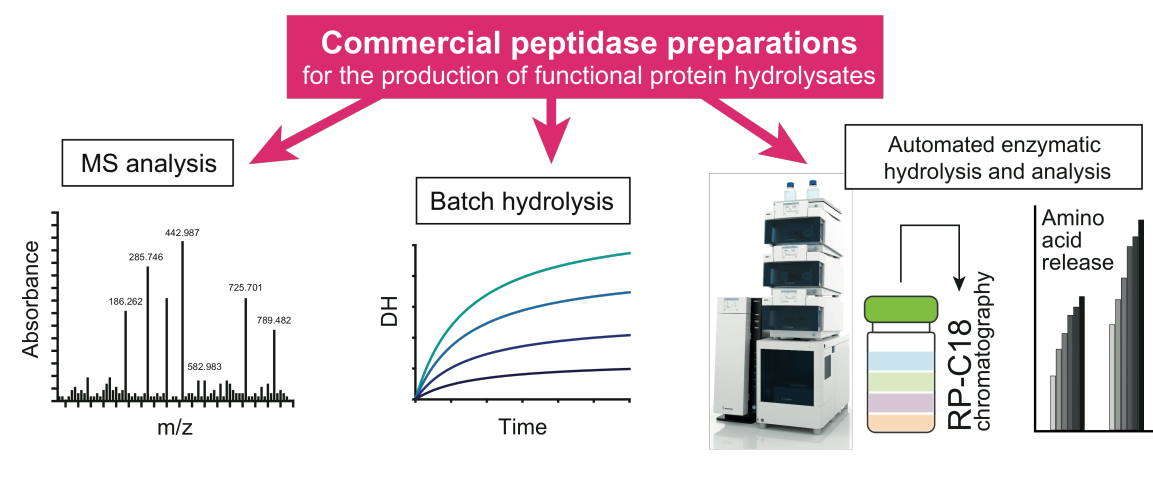 Commercial peptidase preparations
for the production of functional protein hydrolysates
MS analysis
Absorbance
442.987
285.746
186.262
725.701
789.482
582.983
m/z
Batch hydrolysis
DH
Time
Automated enzymatic
hydrolysis and analysis
RP-C18
chromatography
Amino
acid
release